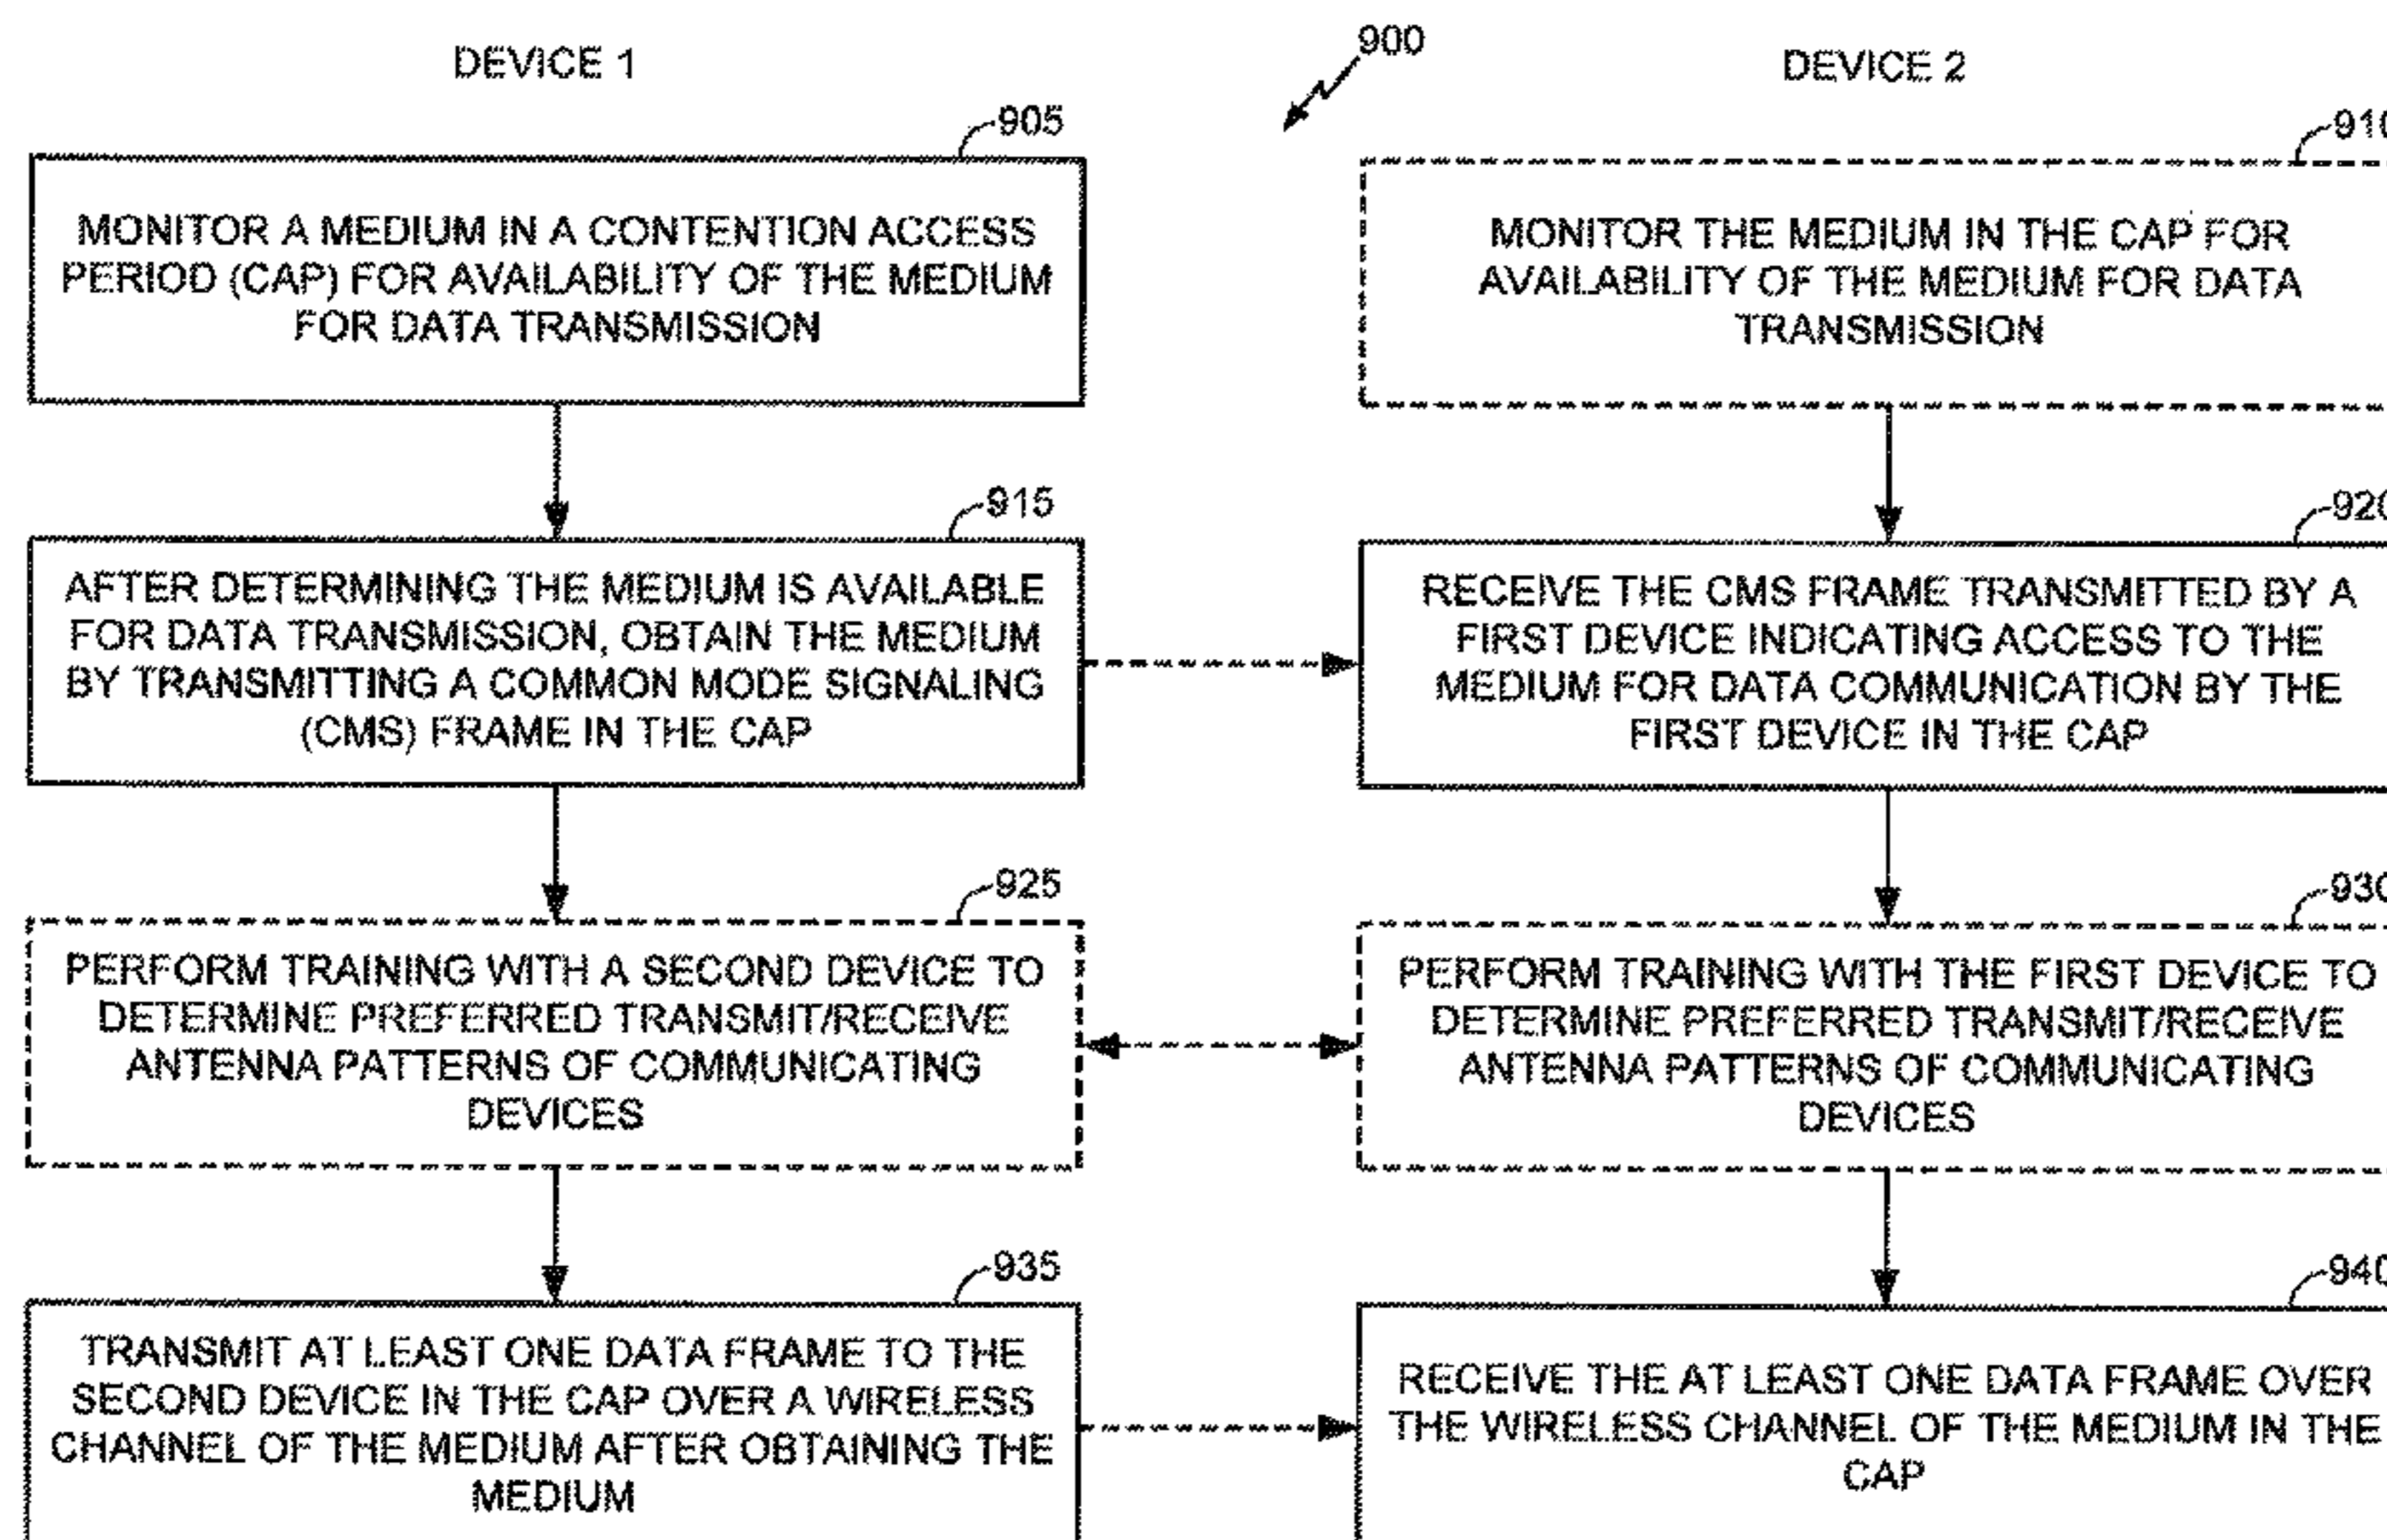 DEVICE 1
900
DEVICE 2
905
MONITOR A MEDIUM IN A CONTENTION ACCESS
PERIOD (CAP) FOR AVAILABILITY OF THE MEDIUM
FOR DATA TRANSMISSION
910
MONITOR THE MEDIUM IN THE CAP FOR
AVAILABILITY OF THE MEDIUM FOR DATA
TRANSMISSION
915
AFTER DETERMINING THE MEDIUM IS AVAILABLE
FOR DATA TRANSMISSION, OBTAIN THE MEDIUM
BY TRANSMITTING A COMMON MODE SIGNALING
(CMS) FRAME IN THE CAP
920
RECEIVE THE CMS FRAME TRANSMITTED BY A
FIRST DEVICE INDICATING ACCESS TO THE
MEDIUM FOR DATA COMMUNICATION BY THE
FIRST DEVICE IN THE CAP
925
PERFORM TRAINING WITH A SECOND DEVICE TO
DETERMINE PREFERRED TRANSMIT/RECEIVE
ANTENNA PATTERNS OF COMMUNICATING
DEVICES
930
PERFORM TRAINING WITH THE FIRST DEVICE TO
DETERMINE PREFERRED TRANSMIT/RECEIVE
ANTENNA PATTERNS OF COMMUNICATING
DEVICES
935
TRANSMIT AT LEAST ONE DATA FRAME TO THE
SECOND DEVICE IN THE CAP OVER A WIRELESS
CHANNEL OF THE MEDIUM AFTER OBTAINING THE
MEDIUM
940
RECEIVE THE AT LEAST ONE DATA FRAME OVER
THE WIRELESS CHANNEL OF THE MEDIUM IN THE
CAP